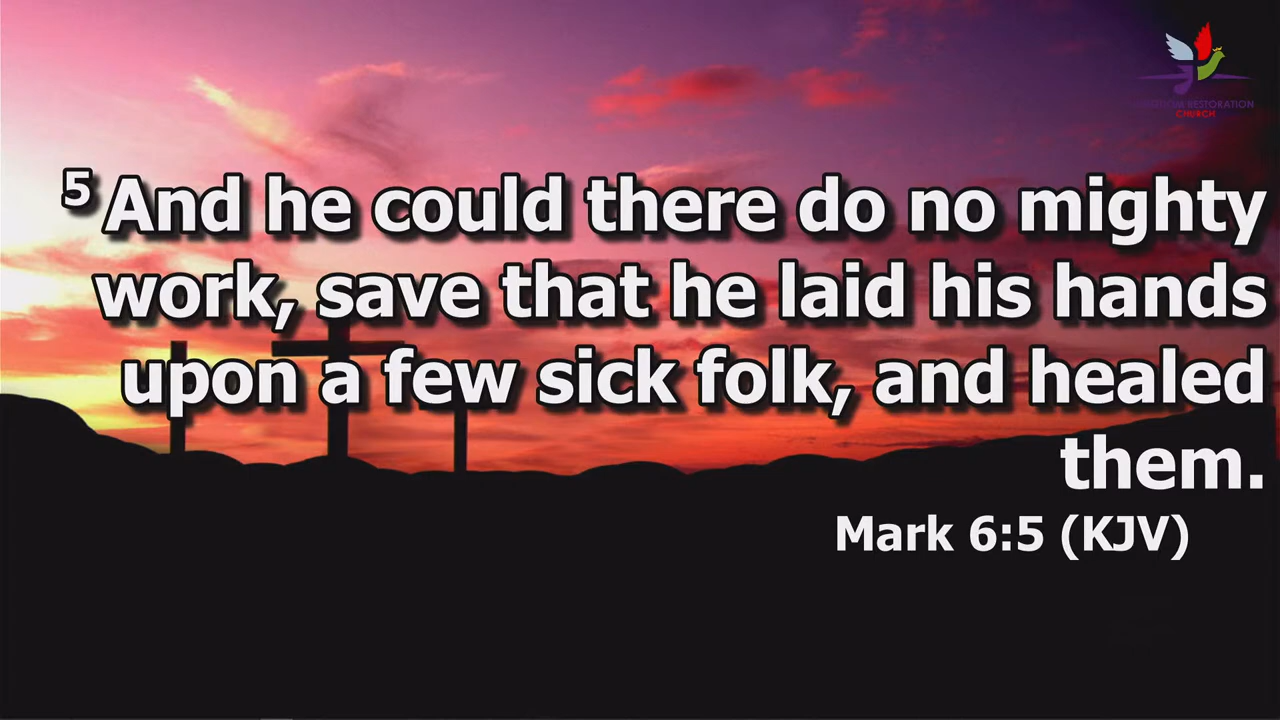 RESTORATION
CHURCH
5 And he could there do no mighty
work, save that he laid his hands
upon a few sick folk, and healed
them.
Mark 6:5 (KJV)